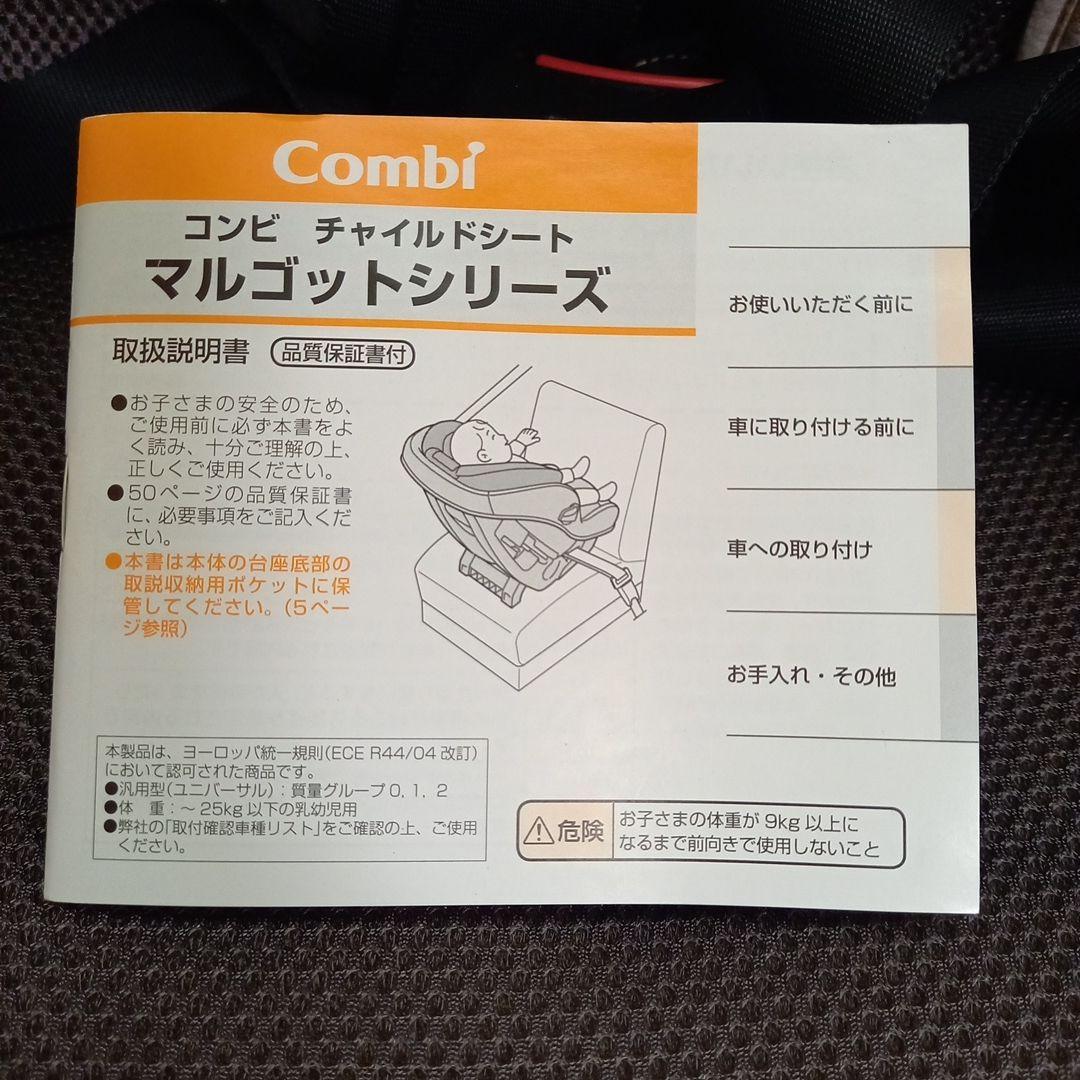 Combi
コンビ チャイルドシート
マルゴットシリーズ
取扱説明書 品質保証書付
●お子さまの安全のため、
ご使用前に必ず本書をよ
く読み、十分ご理解の上、
正しくご使用ください。
●50ページの品質保証書
に、必要事項をご記入くだ
さい。
●本書は本体の台座底部の
取説収納用ポケットに保
管してください。(5ペー
ジ参照)
本製品は、ヨーロッパ統一規則(ECE R44/04 改訂)
において認可された商品です。
●汎用型(ユニバーサル):質量グループ0, 1, 2
●体 重:～25kg以下の乳幼児用
●弊社の「取付確認車種リスト」をご確認の上、ご使用
ください。
危険
お子さまの体重が9kg以上に
なるまで前向きで使用しないこと
お使いいただく前に
車に取り付ける前に
車への取り付け
お手入れ・その他